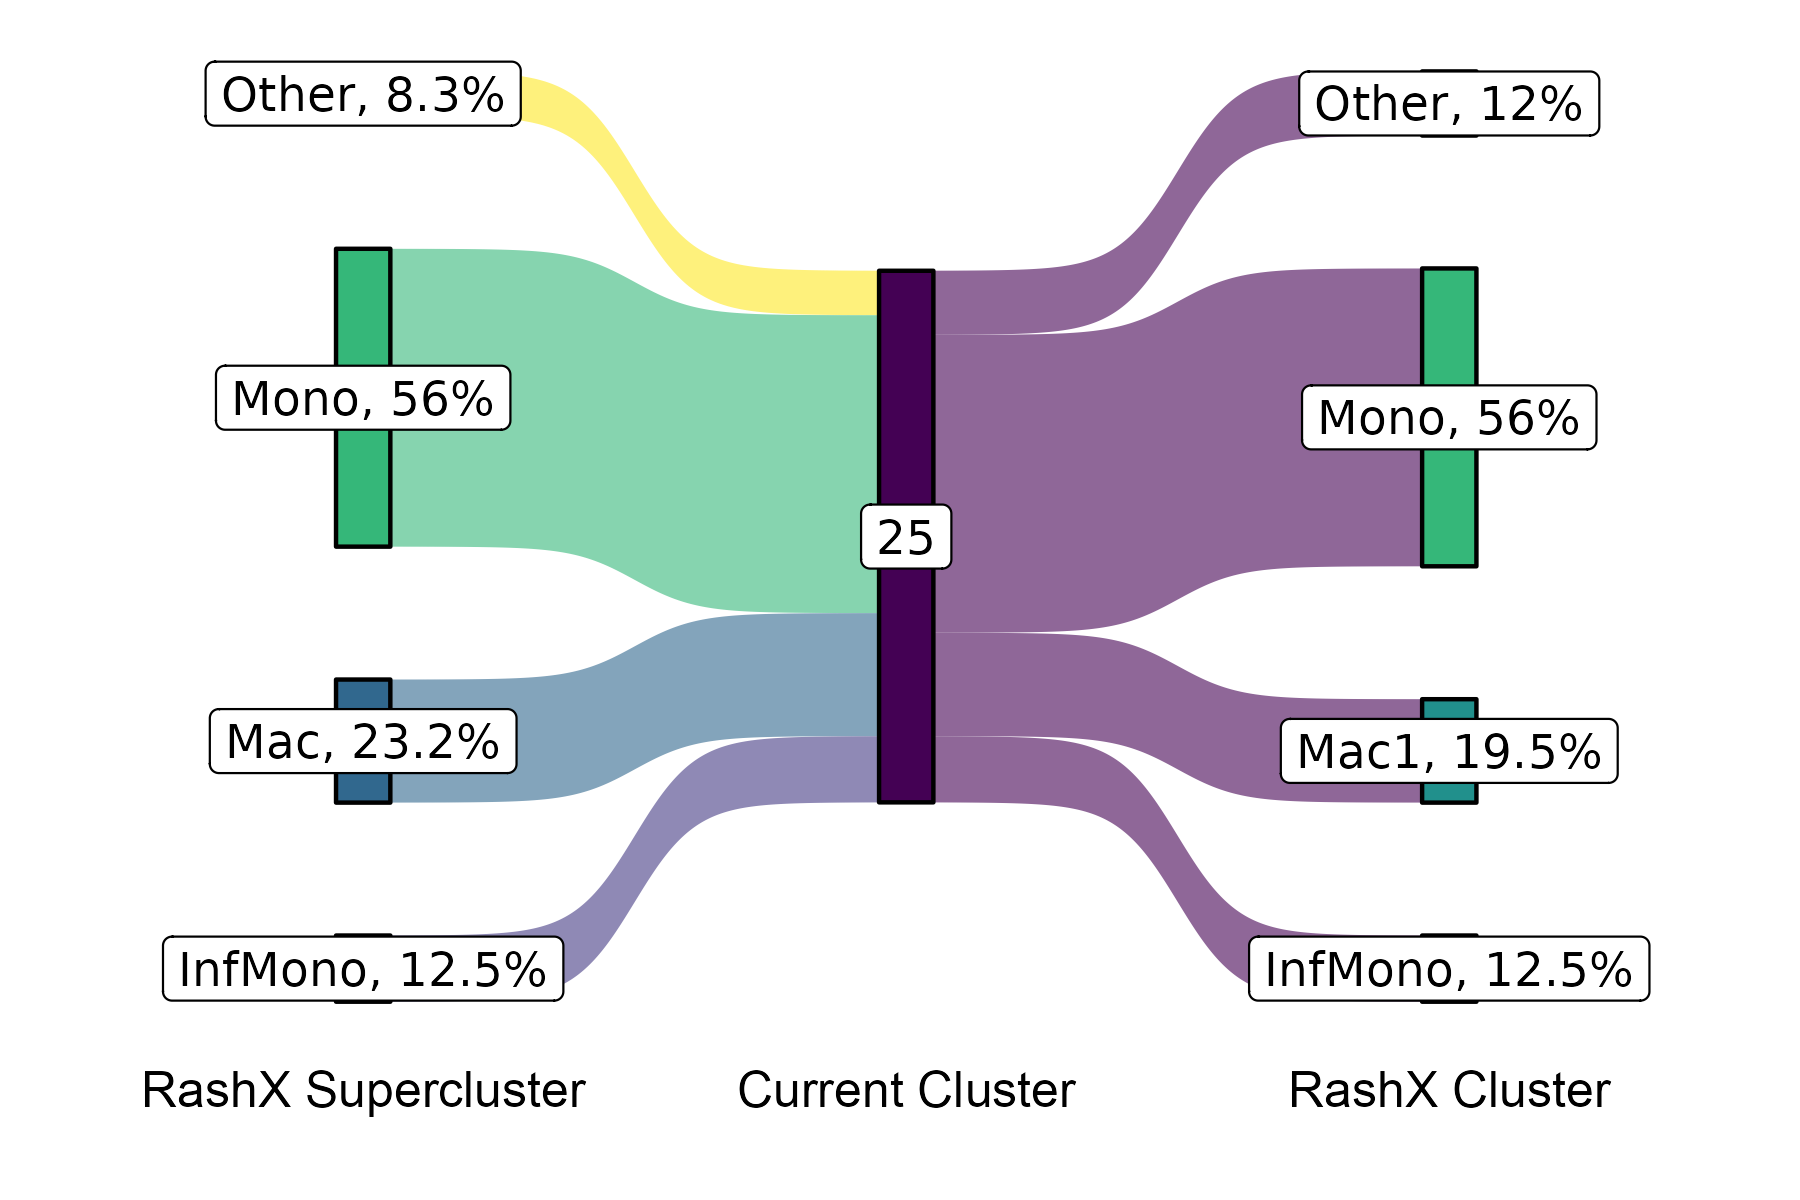 Other, 8.3%
Mono, 56%
Mac, 23.2%
InfMono, 12.5%
25
Other, 12%
Mono, 56%
Mac1, 19.5%
InfMono, 12.5%
RashX Supercluster
Current Cluster
RashX Cluster